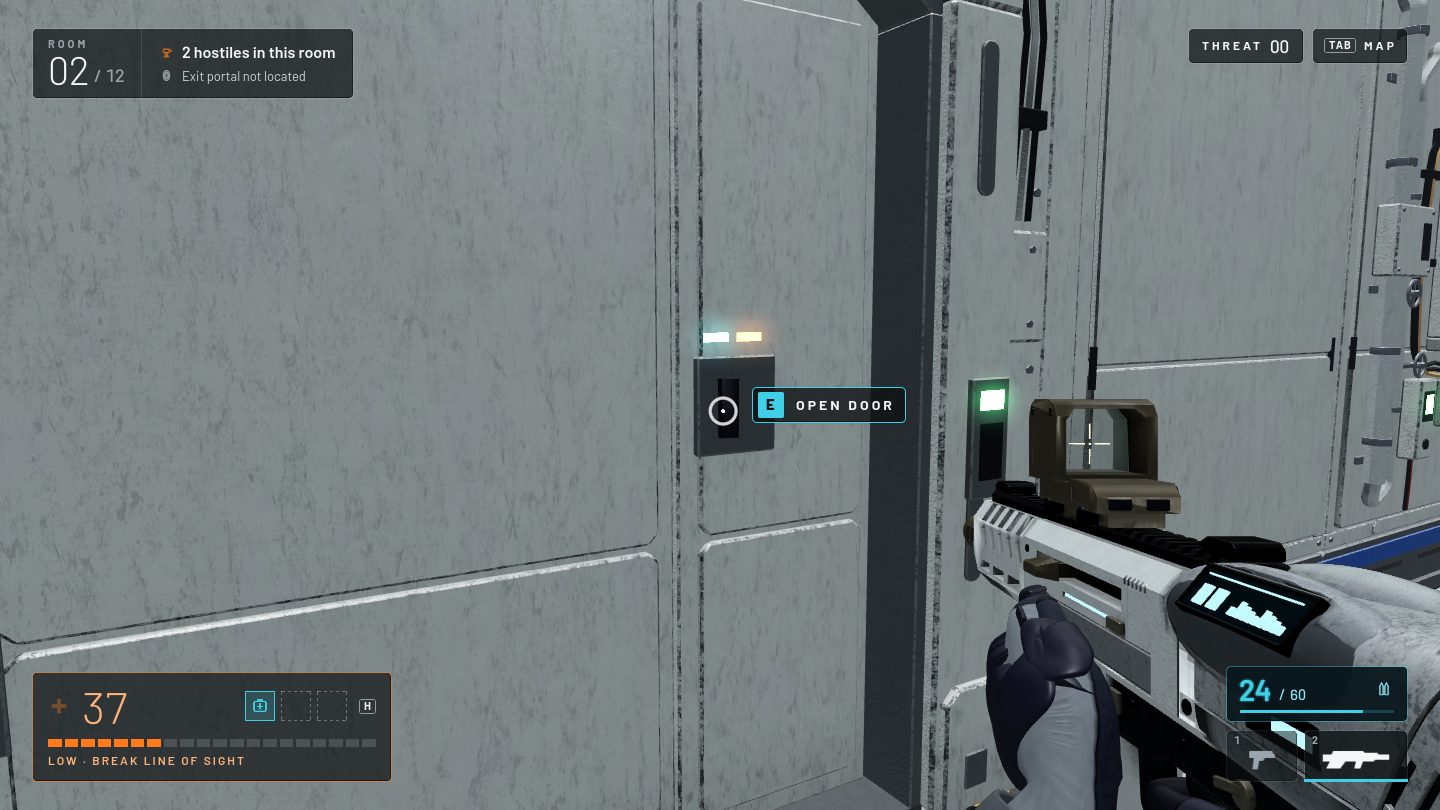 ROOM
02 / 12
2 hostiles in this room
Exit portal not located
THREAT 00
TAB MAP
E OPEN DOOR
37
H
LOW · BREAK LINE OF SIGHT
24 / 60
1
2